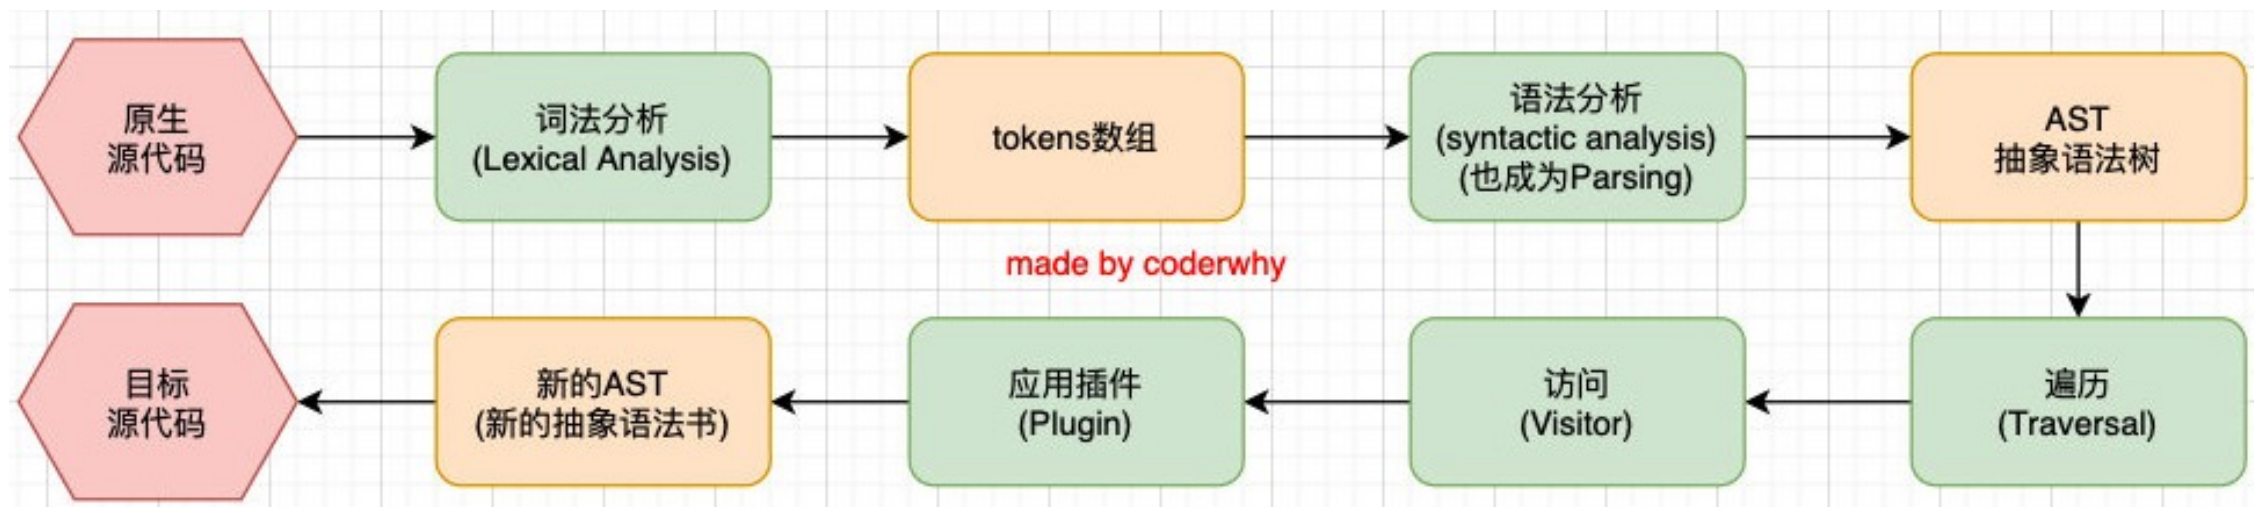 原生
源代码
词法分析
(Lexical Analysis)
tokens数组
语法分析
(syntactic analysis)
(也成为Parsing)
AST
抽象语法树
made by coderwhy
目标
源代码
新的AST
(新的抽象语法书)
应用插件
(Plugin)
访问
(Visitor)
遍历
(Traversal)